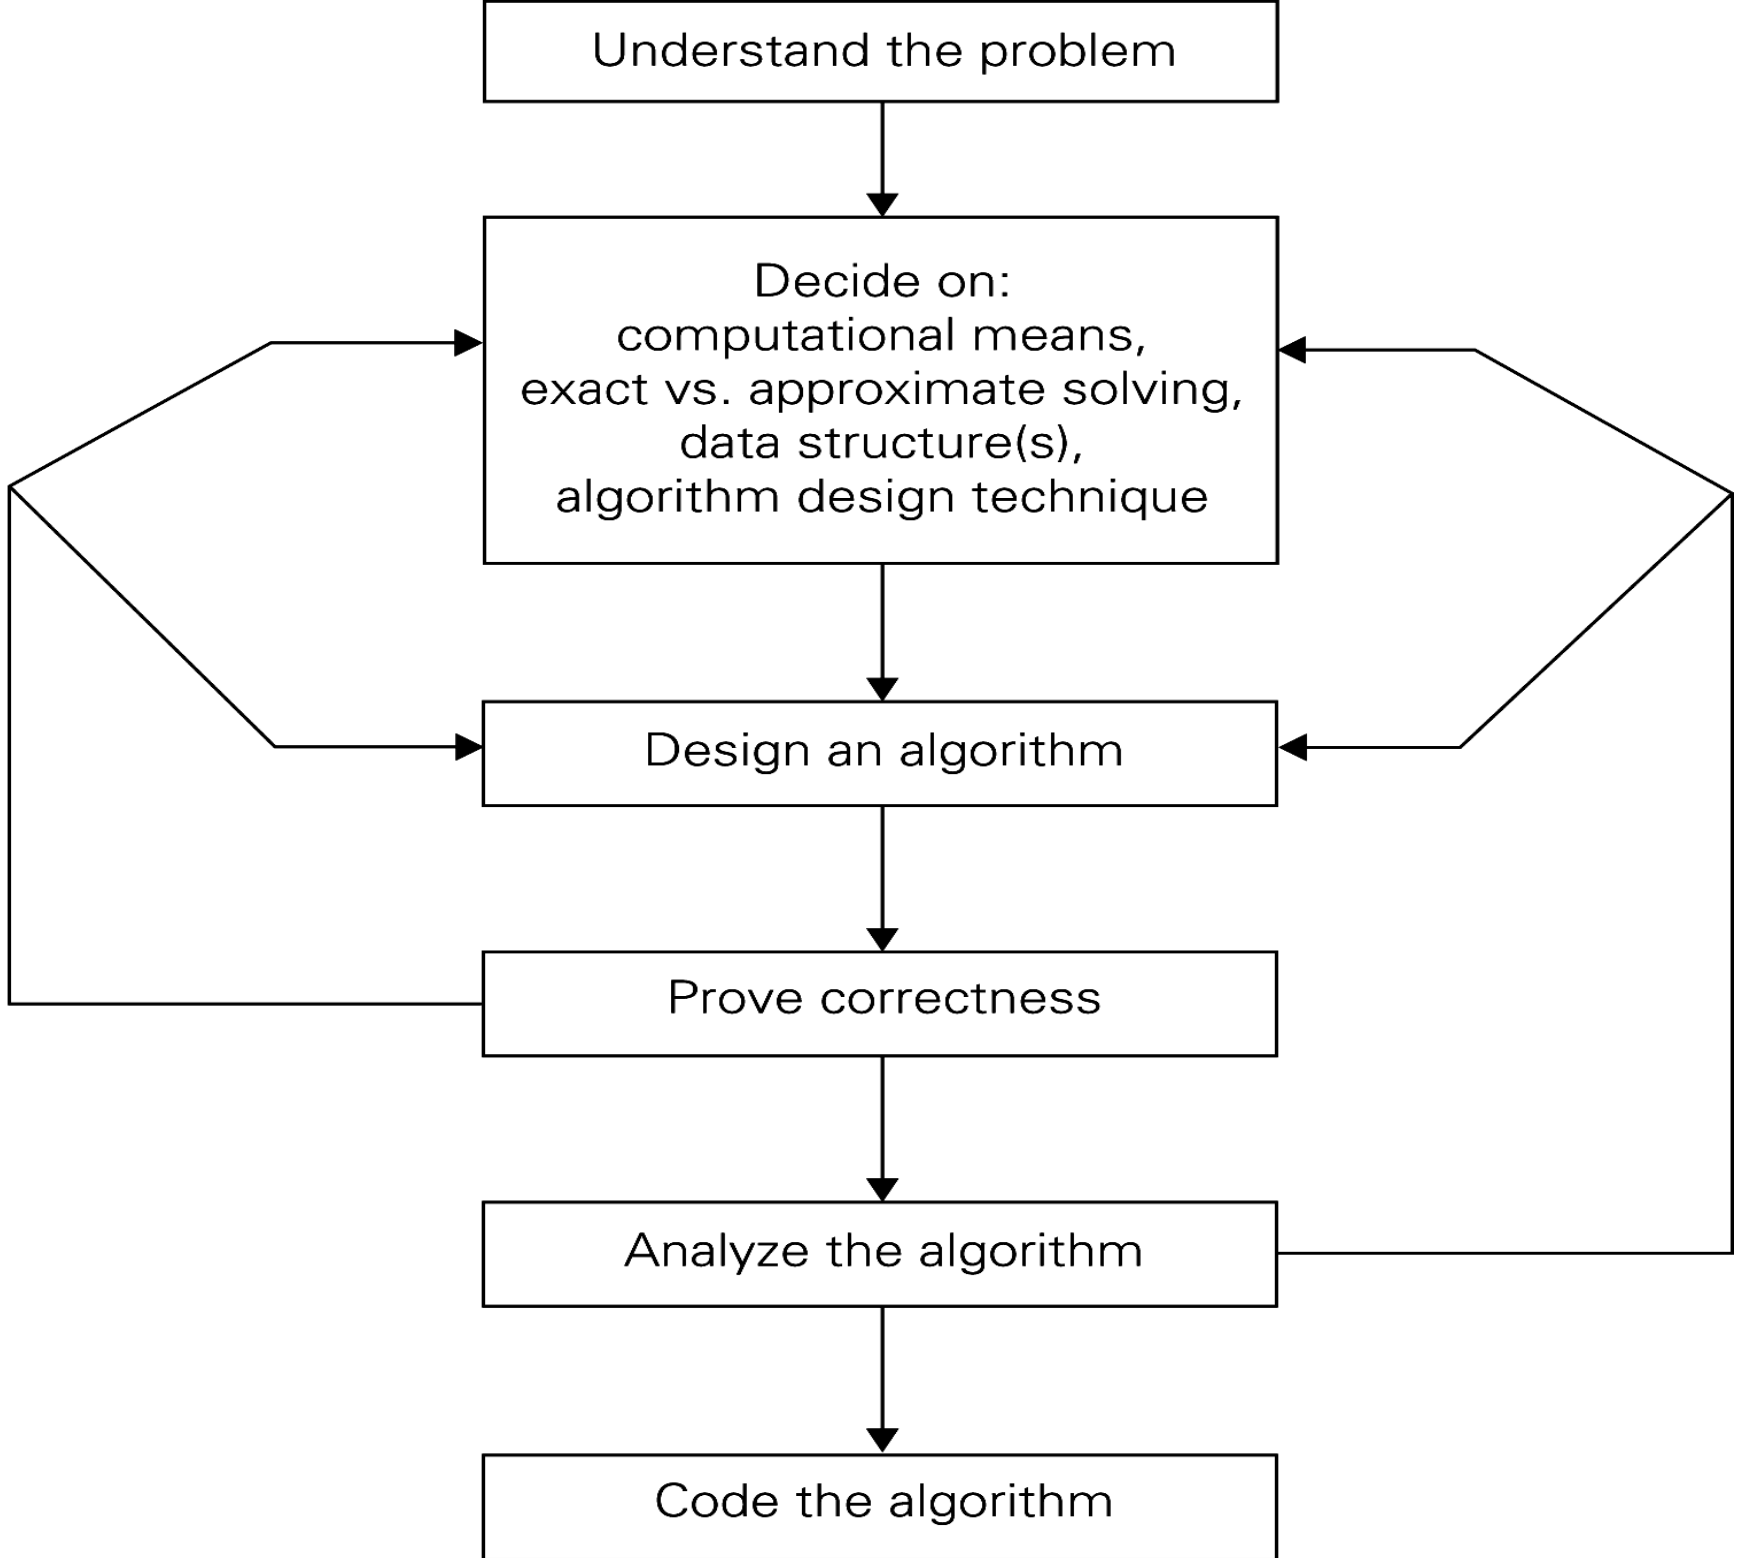 Understand the problem
Decide on:
computational means,
exact vs. approximate solving,
data structure(s),
algorithm design technique
Design an algorithm
Prove correctness
Analyze the algorithm
Code the algorithm